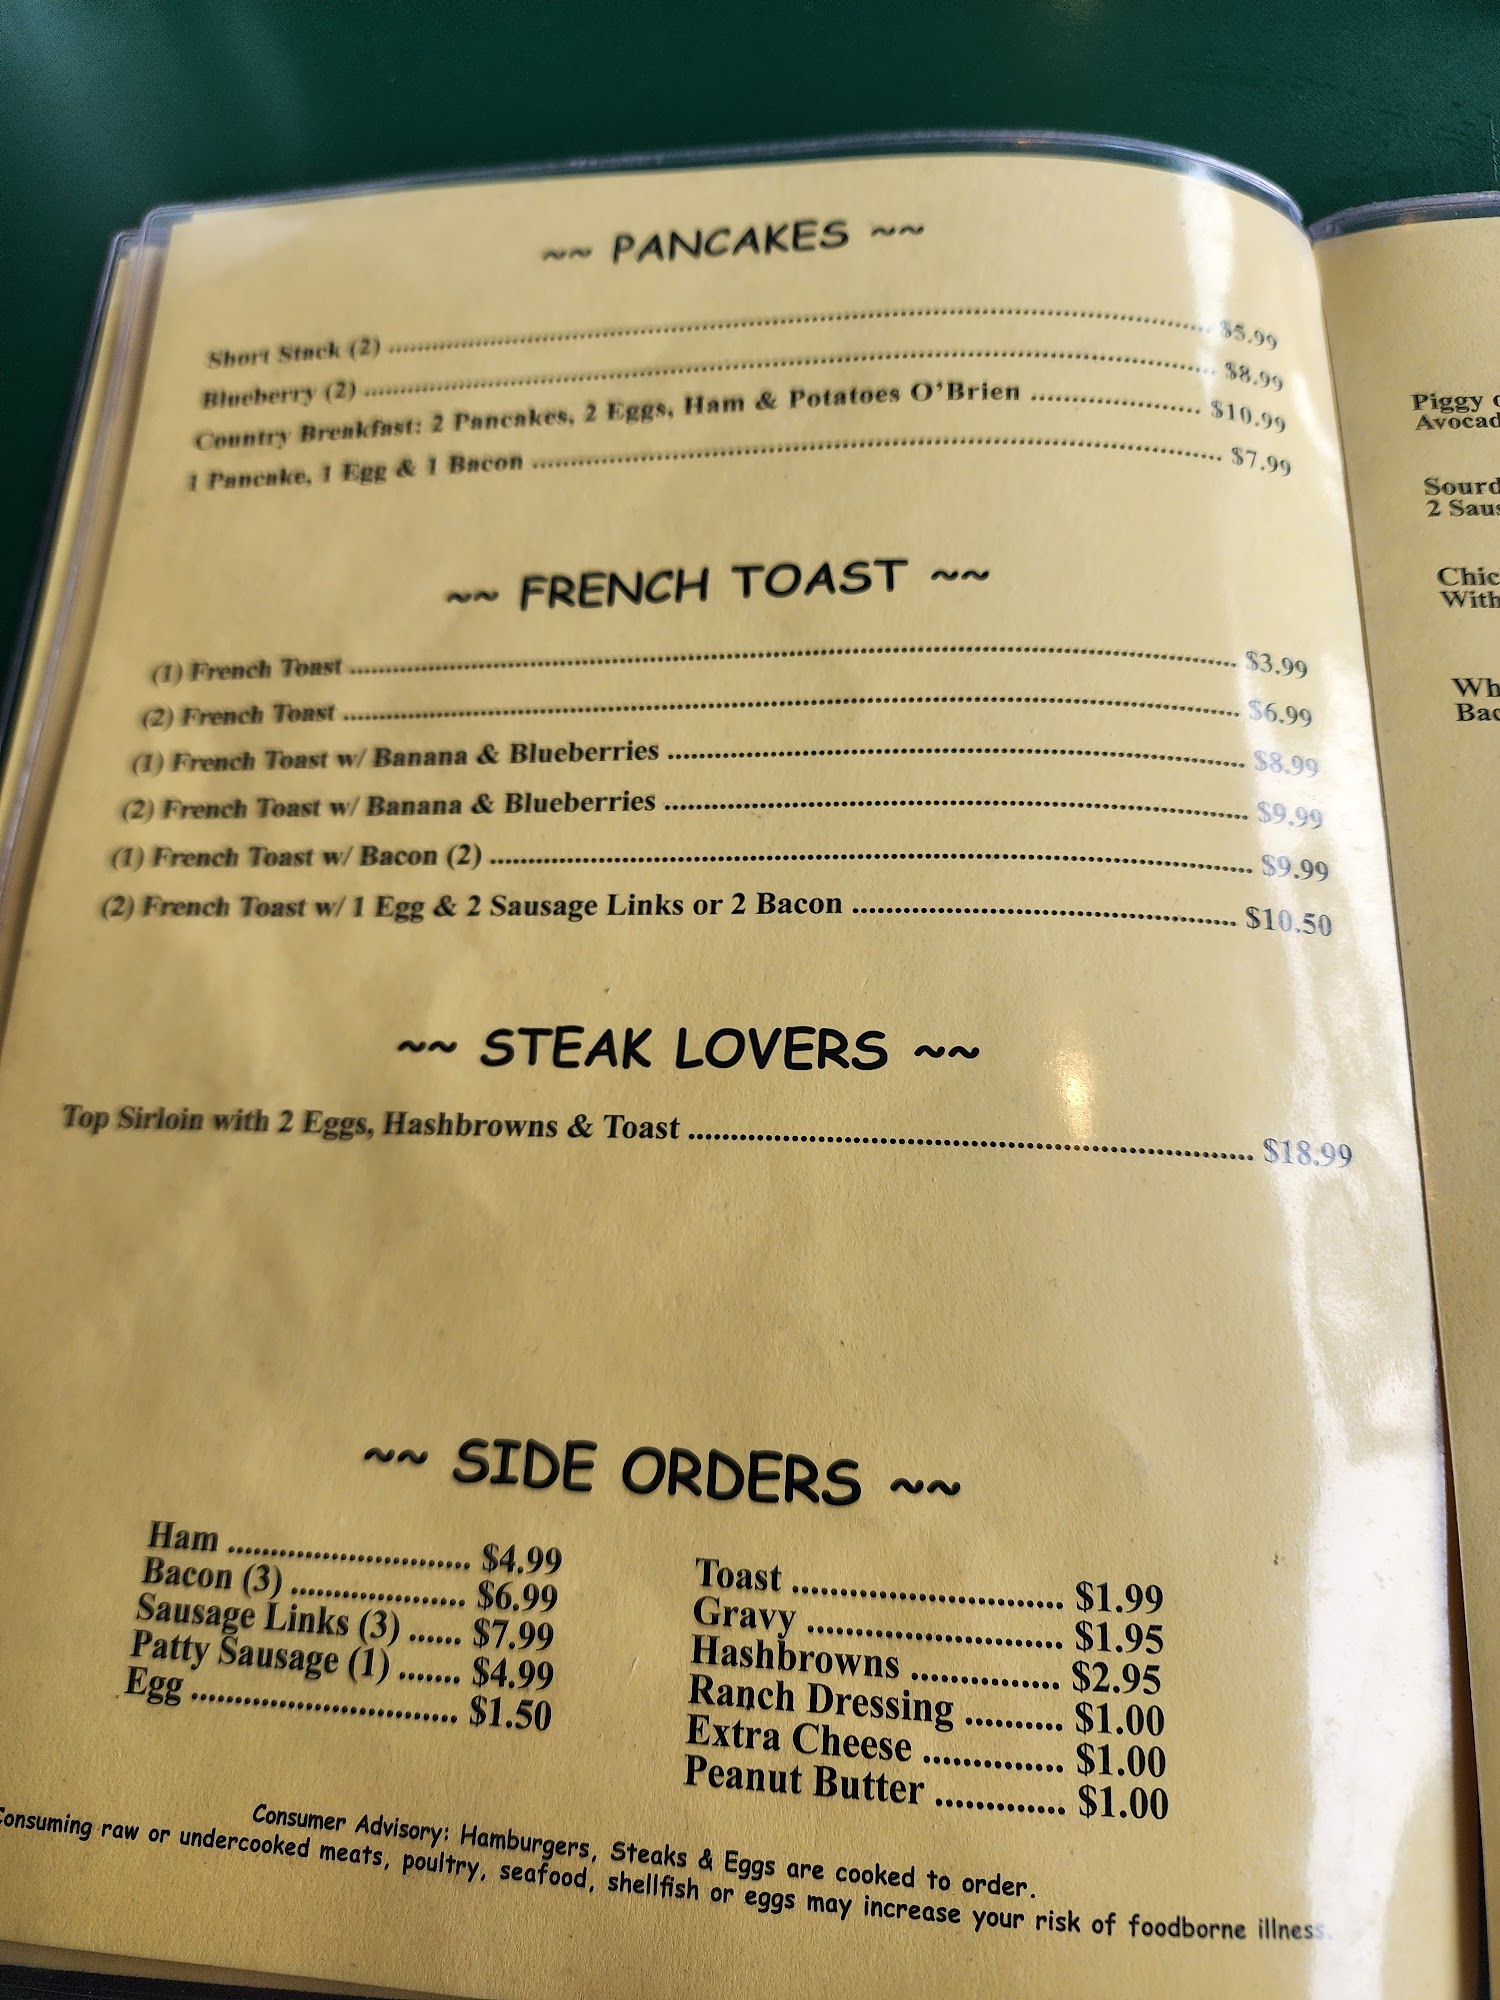 ~~ PANCAKES ~~
Short Stack (2) ........ $5.99
Blueberry (2) ........ $8.99
Country Breakfast: 2 Pancakes, 2 Eggs, Ham & Potatoes O'Brien ........ $10.99
1 Pancake, 1 Egg & 1 Bacon ........ $7.99
~~ FRENCH TOAST ~~
(1) French Toast ........ $3.99
(2) French Toast ........ $6.99
(1) French Toast w/ Banana & Blueberries ........ $8.99
(2) French Toast w/ Banana & Blueberries ........ $9.99
(1) French Toast w/ Bacon (2) ........ $9.99
(2) French Toast w/ 1 Egg & 2 Sausage Links or 2 Bacon ........ $10.50
~~ STEAK LOVERS ~~
Top Sirloin with 2 Eggs, Hashbrowns & Toast ........ $18.99
~~ SIDE ORDERS ~~
Ham ........ $4.99
Bacon (3) ........ $6.99
Sausage Links (3) ...... $7.99
Patty Sausage (1) ....... $4.99
Egg ........ $1.50
Toast ........ $1.99
Gravy ........ $1.95
Hashbrowns ........ $2.95
Ranch Dressing .......... $1.00
Extra Cheese ........ $1.00
Peanut Butter ........ $1.00
Consumer Advisory: Hamburgers, Steaks & Eggs are cooked to order.
Consuming raw or undercooked meats, poultry, seafood, shellfish or eggs may increase your risk of foodborne illness.
Piggy
2
With